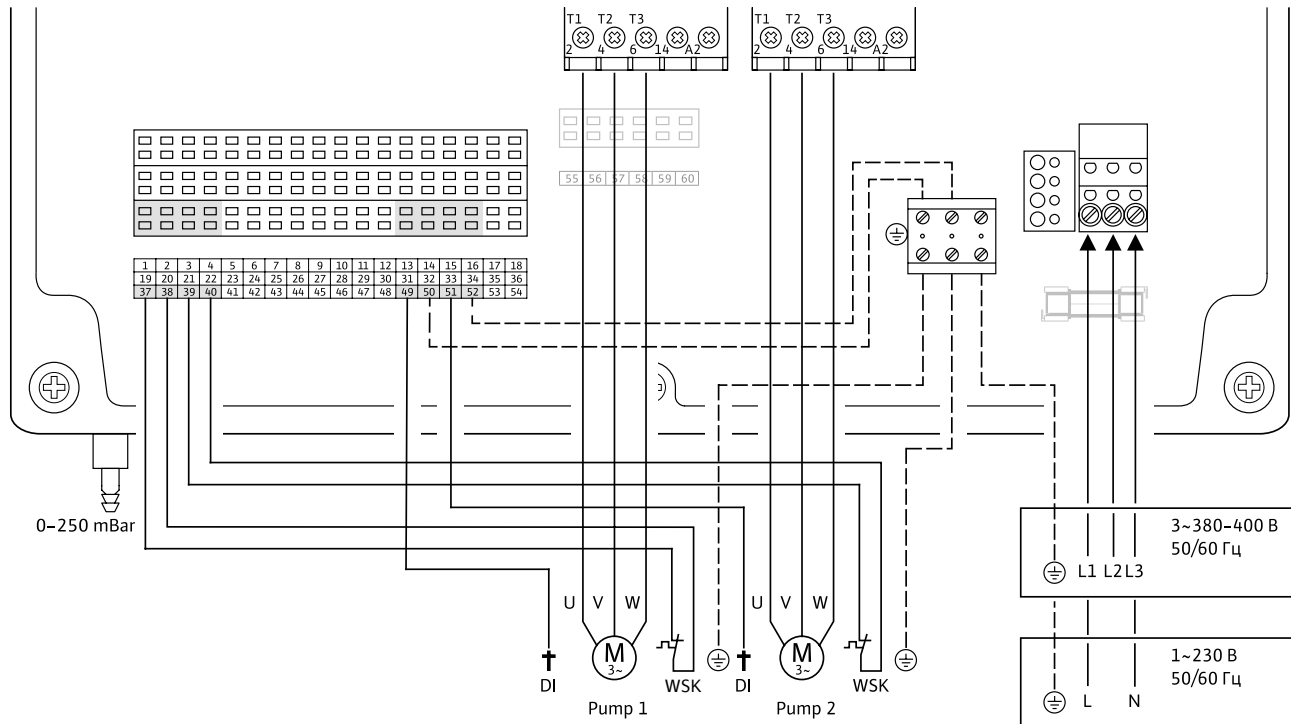 T1 T2 T3
2 4 6 14 A2
T1 T2 T3
2 4 6 14 A2
55 56 57 58 59 60
1 2 3 4 5 6 7 8 9 10 11 12 13 14 15 16 17 18
19 20 21 22 23 24 25 26 27 28 29 30 31 32 33 34 35 36
37 38 39 40 41 42 43 44 45 46 47 48 49 50 51 52 53 54
0–250 mBar
3~380–400 В
50/60 Гц
L1 L2 L3
U V W
U V W
M
3~
M
3~
DI
WSK
DI
WSK
Pump 1
Pump 2
1~230 В
50/60 Гц
L N